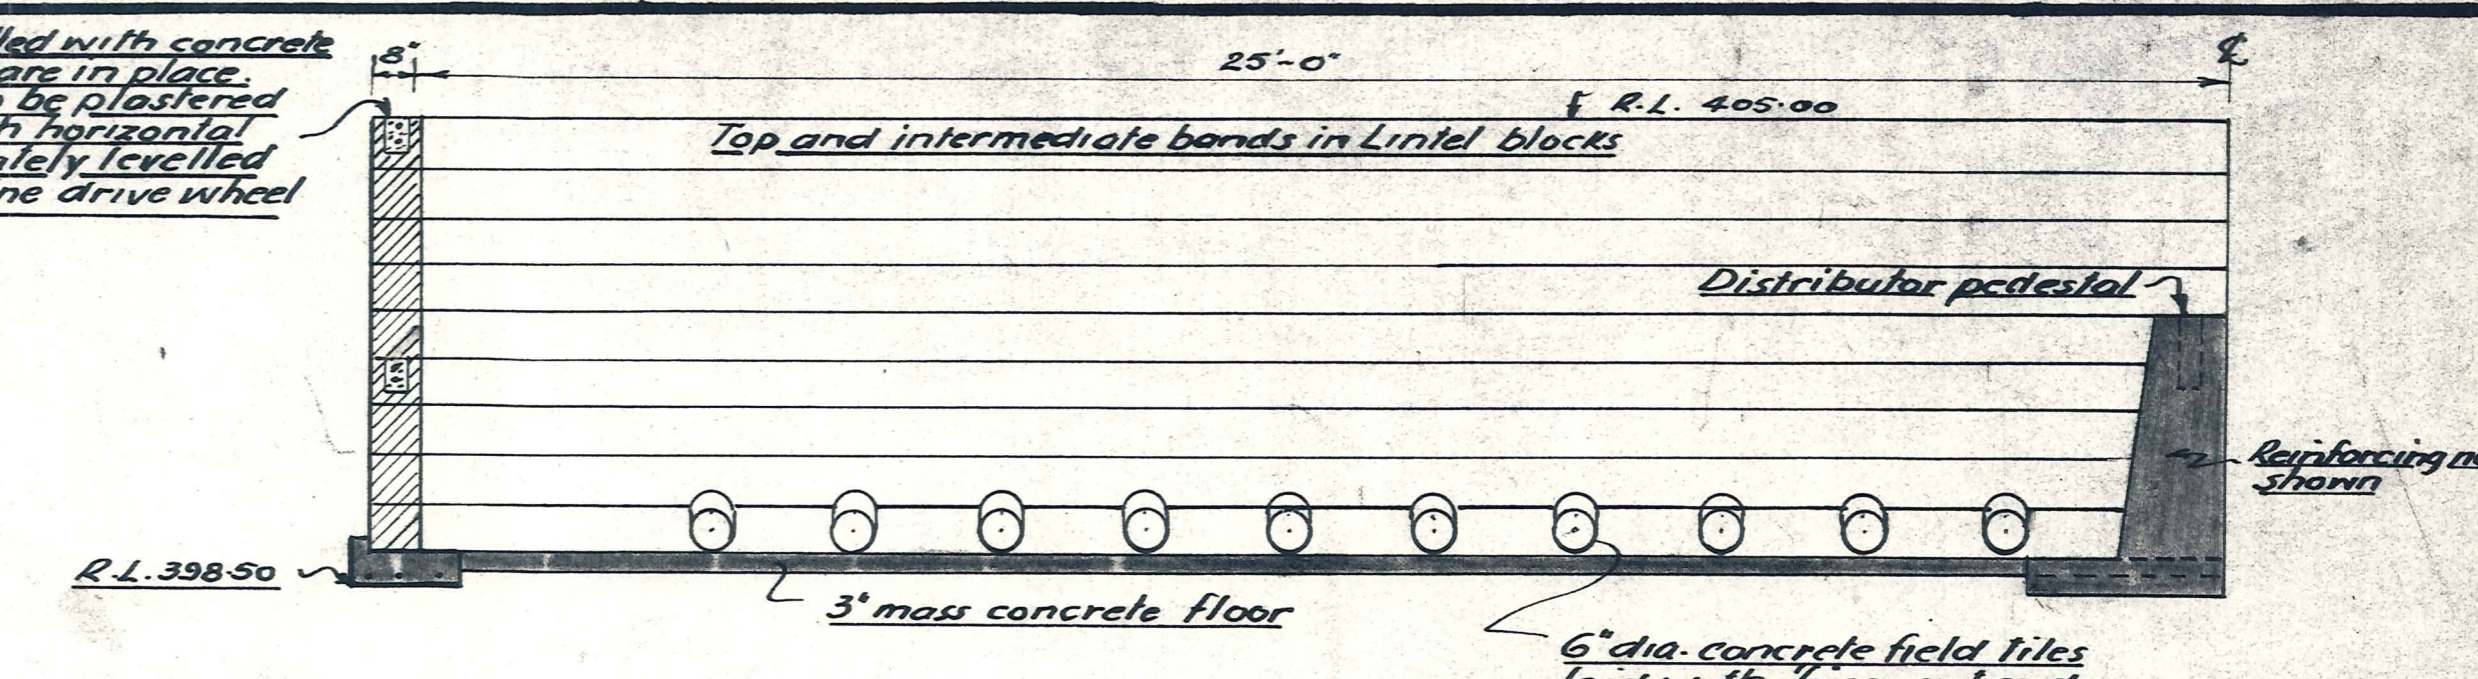 led with concrete
are in place.
be plastered
h horizontal
ately levelled
ne drive wheel
8"
25'-0"
℄
R.L. 405.00
Top and intermediate bands in Lintel blocks
Distributor pedestal
Reinforcing
shown
R.L. 398.50
3" mass concrete floor
6" dia. concrete field tiles